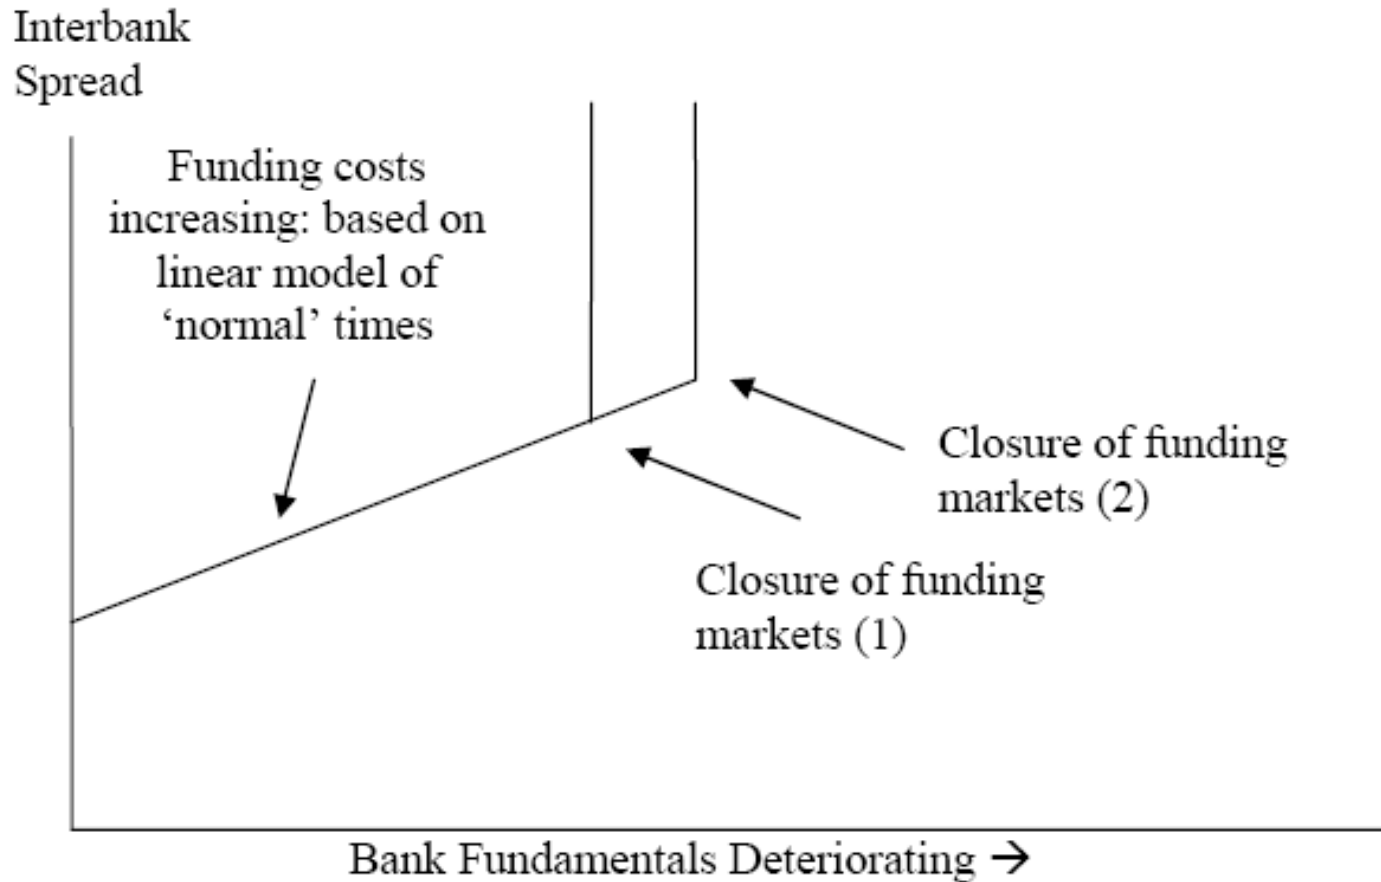 Interbank
Spread
Funding costs
increasing: based on
linear model of
‘normal’ times
Closure of funding
markets (2)
Closure of funding
markets (1)
Bank Fundamentals Deteriorating →